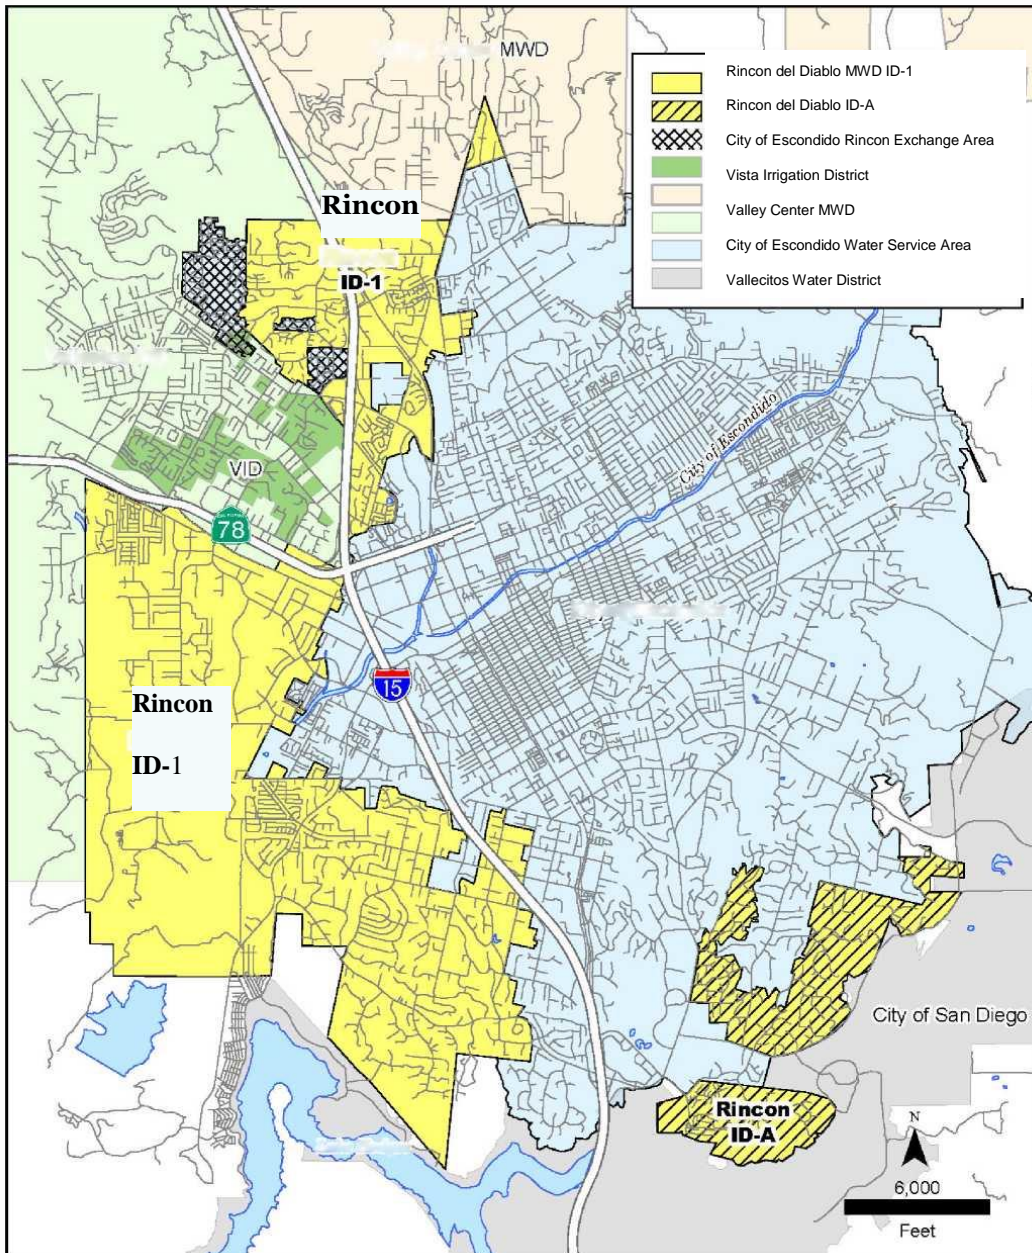 MWD
Rincon del Diablo MWD ID-1
Rincon del Diablo ID-A
City of Escondido Rincon Exchange Area
Vista Irrigation District
Valley Center MWD
City of Escondido Water Service Area
Vallecitos Water District
Rincon
ID-1
City of Escondido
VID
CALIFORNIA
78
15
Rincon
ID-1
City of San Diego
Rincon
ID-A
N
6,000
Feet